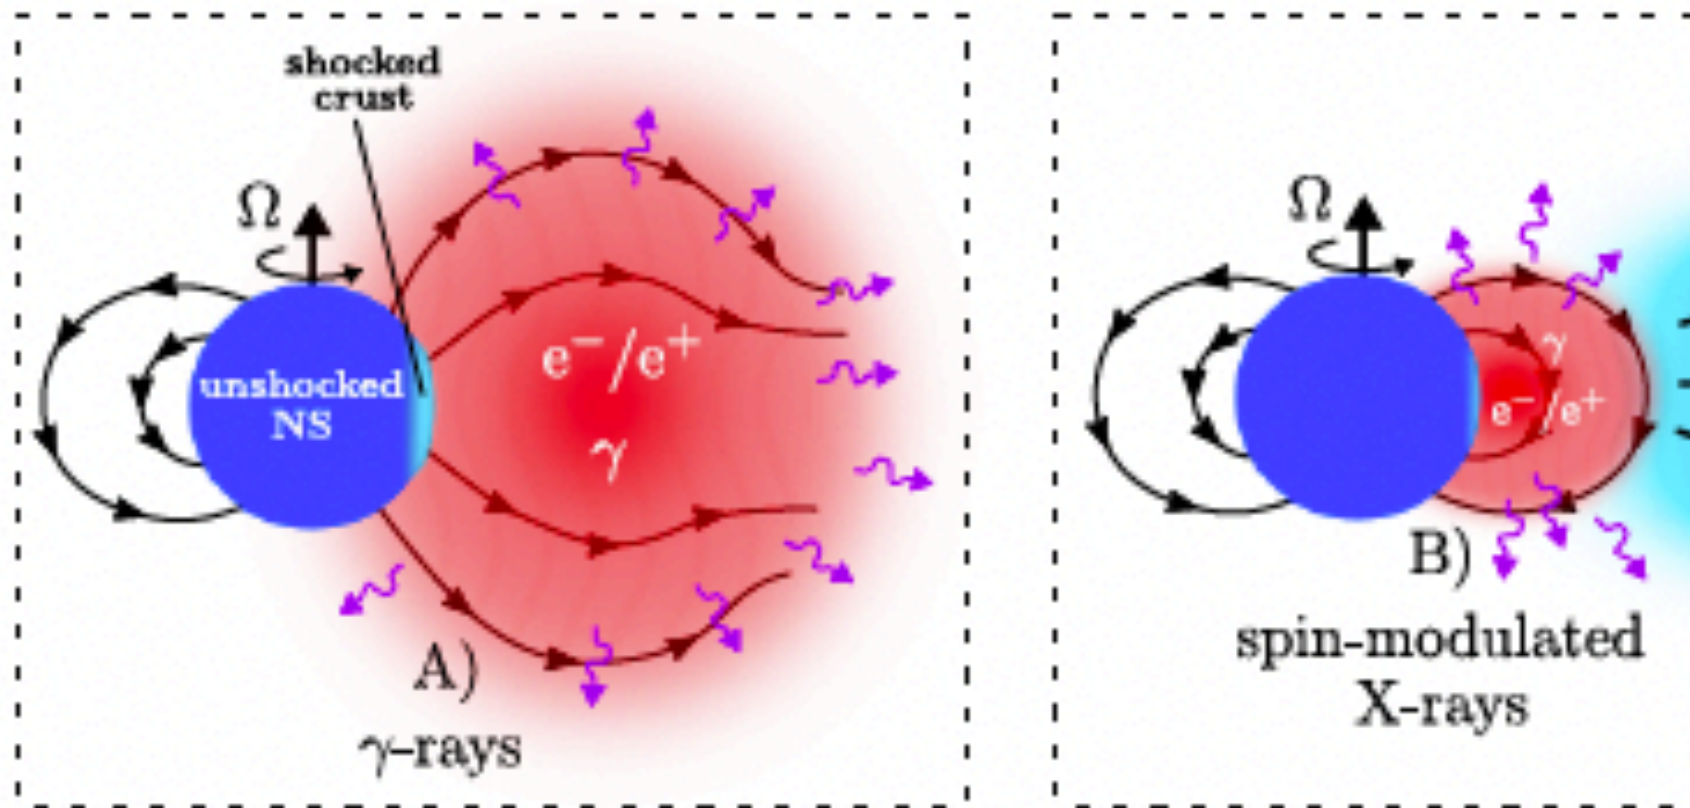 shocked
crust
Ω
unshocked
NS
e⁻/e⁺
γ
A)
γ-rays
Ω
γ
e⁻/e⁺
B)
spin-modulated
X-rays